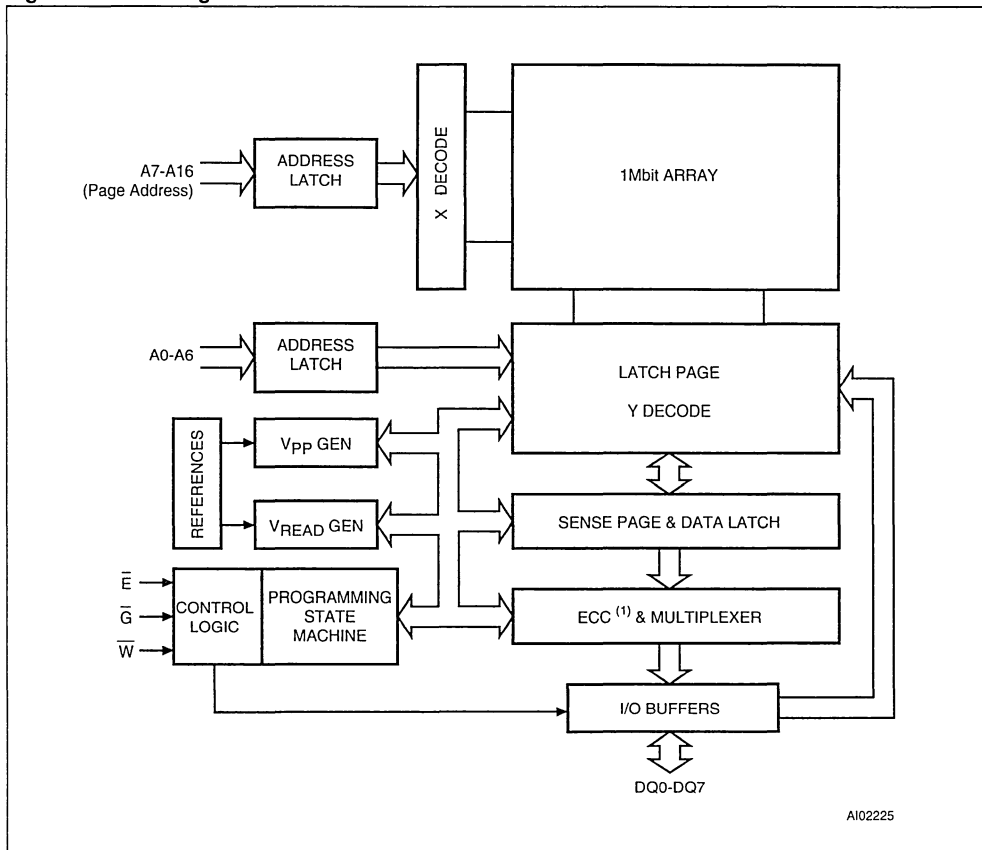 X DECODE
1Mbit ARRAY
A7-A16
(Page Address)
ADDRESS
LATCH
A0-A6
ADDRESS
LATCH
LATCH PAGE
Y DECODE
REFERENCES
VPP GEN
VREAD GEN
SENSE PAGE & DATA LATCH
E̅
G̅
W̅
CONTROL
LOGIC
PROGRAMMING
STATE
MACHINE
ECC (1) & MULTIPLEXER
I/O BUFFERS
DQ0-DQ7
AI02225